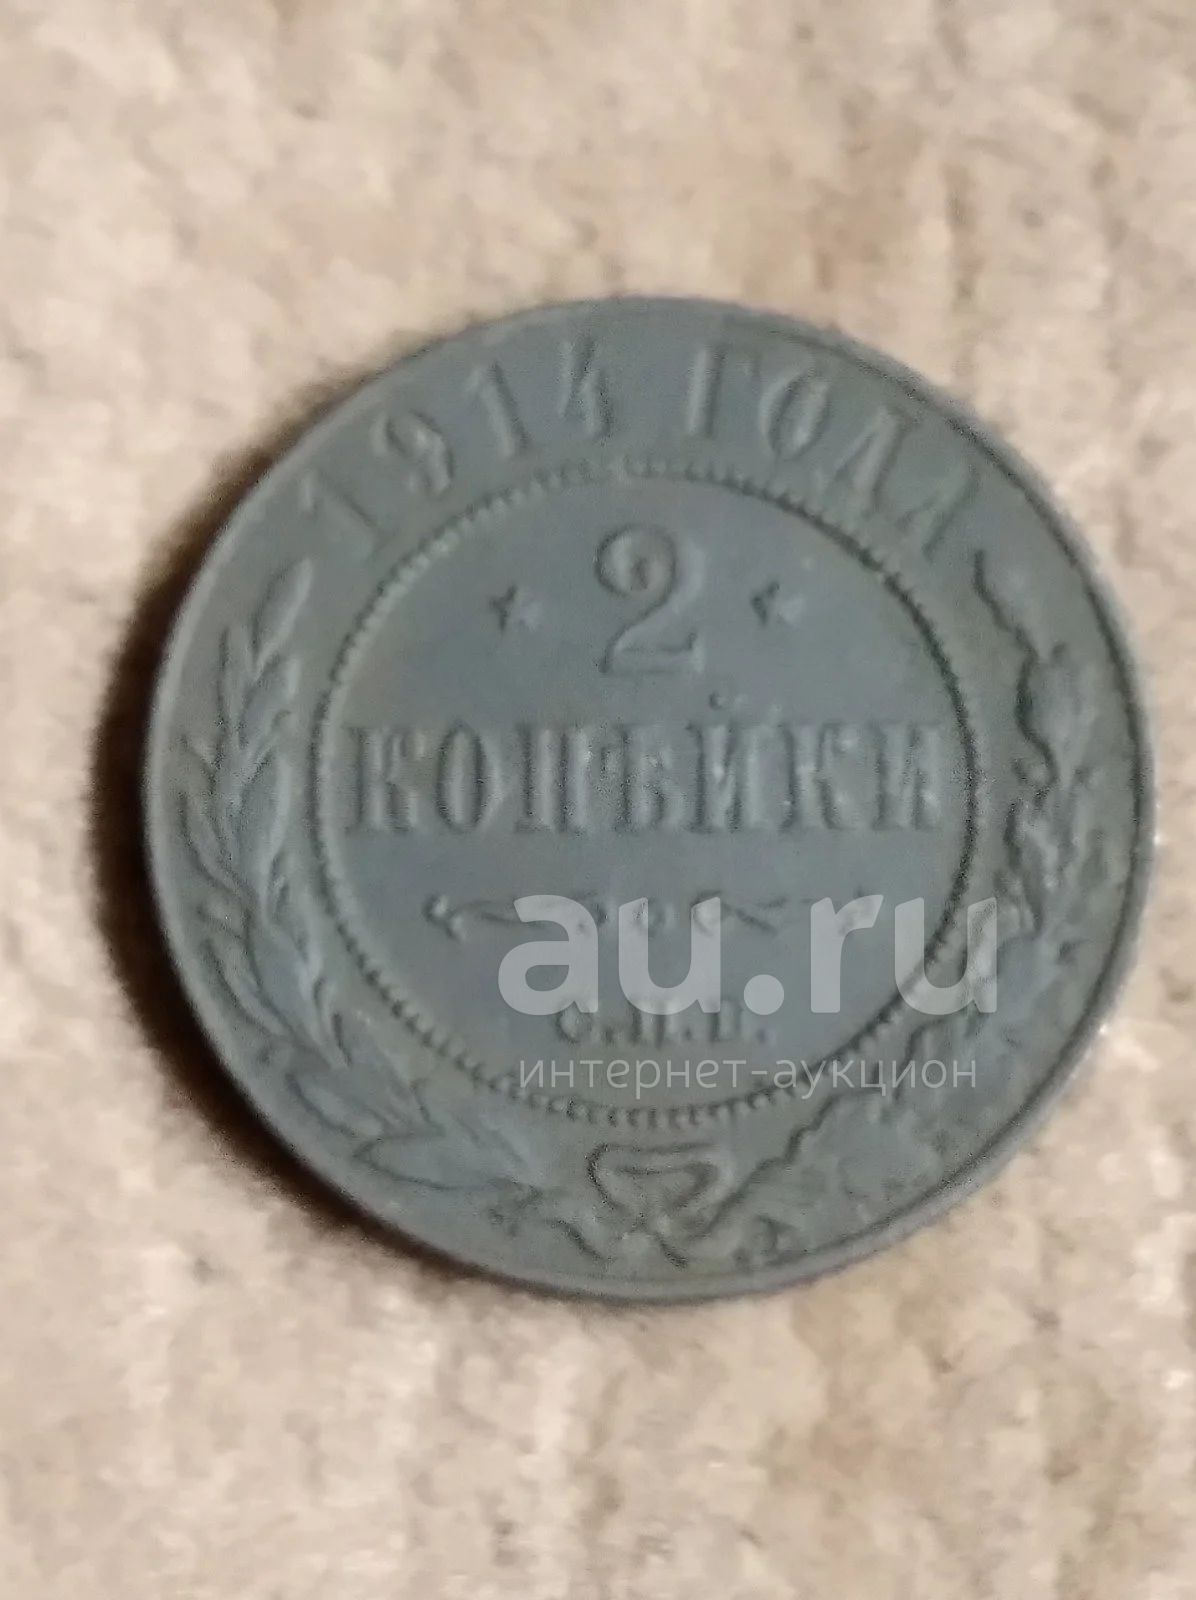 1914 ГОДА
2
КОПѢЙКИ
С.П.Б.
au.ru
интернет-аукцион